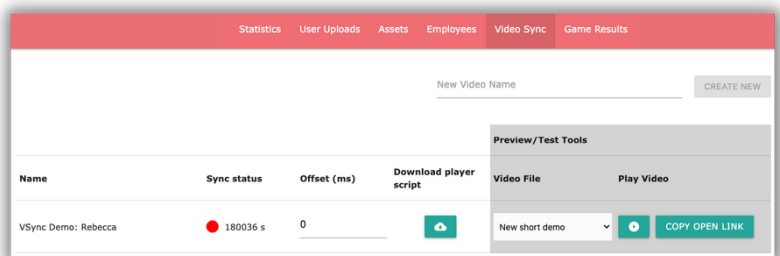 Statistics User Uploads Assets Employees Video Sync Game Results
New Video Name CREATE NEW
Preview/Test Tools
Name Sync status Offset (ms) Download player script Video File Play Video
VSync Demo: Rebecca 180036 s 0 New short demo COPY OPEN LINK